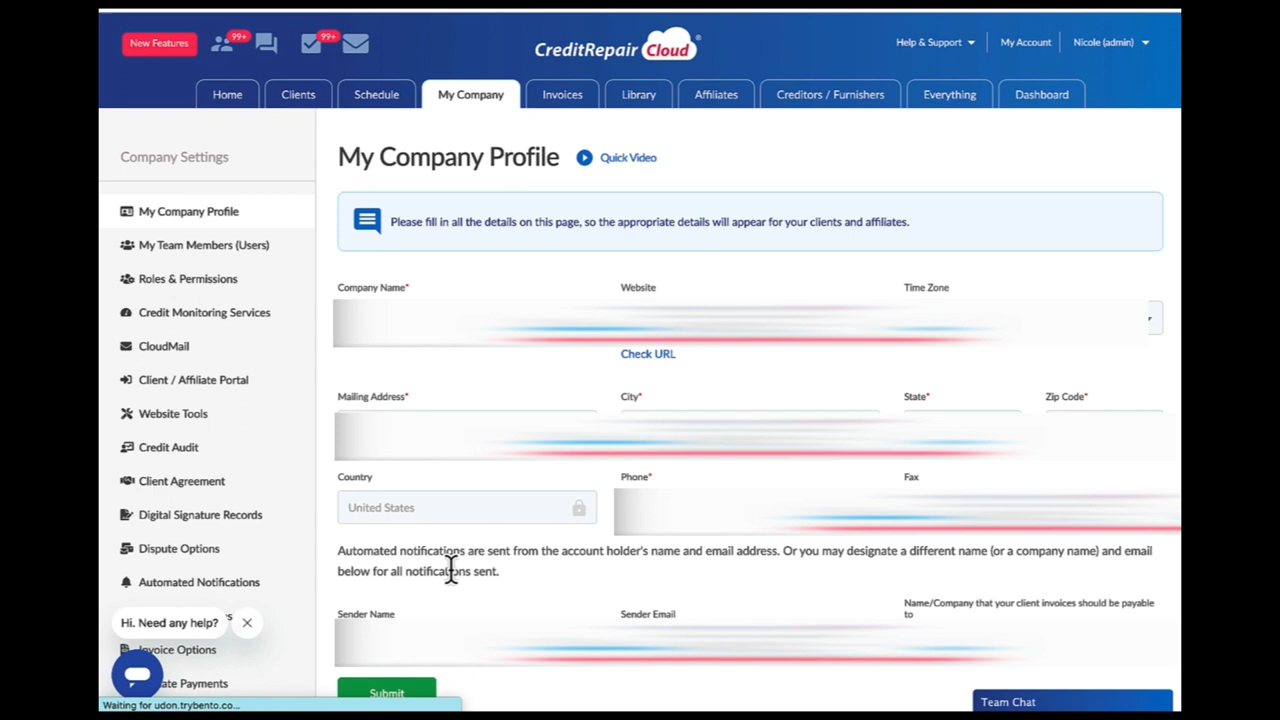 New Features
99+
99+
CreditRepair Cloud
Help & Support
My Account
Nicole (admin)
Home
Clients
Schedule
My Company
Invoices
Library
Affiliates
Creditors / Furnishers
Everything
Dashboard
Company Settings
My Company Profile
My Team Members (Users)
Roles & Permissions
Credit Monitoring Services
CloudMail
Client / Affiliate Portal
Website Tools
Credit Audit
Client Agreement
Digital Signature Records
Dispute Options
Automated Notifications
Hi. Need any help?
Invoice Options
Payments
Waiting for udon.trybento.co...
My Company Profile
Quick Video
Please fill in all the details on this page, so the appropriate details will appear for your clients and affiliates.
Company Name*
Website
Time Zone
Check URL
Mailing Address*
City*
State*
Zip Code*
Country
Phone*
Fax
United States
Automated notifications are sent from the account holder's name and email address. Or you may designate a different name (or a company name) and email
below for all notifications sent.
Sender Name
Sender Email
Name/Company that your client invoices should be payable
to
Submit
Team Chat